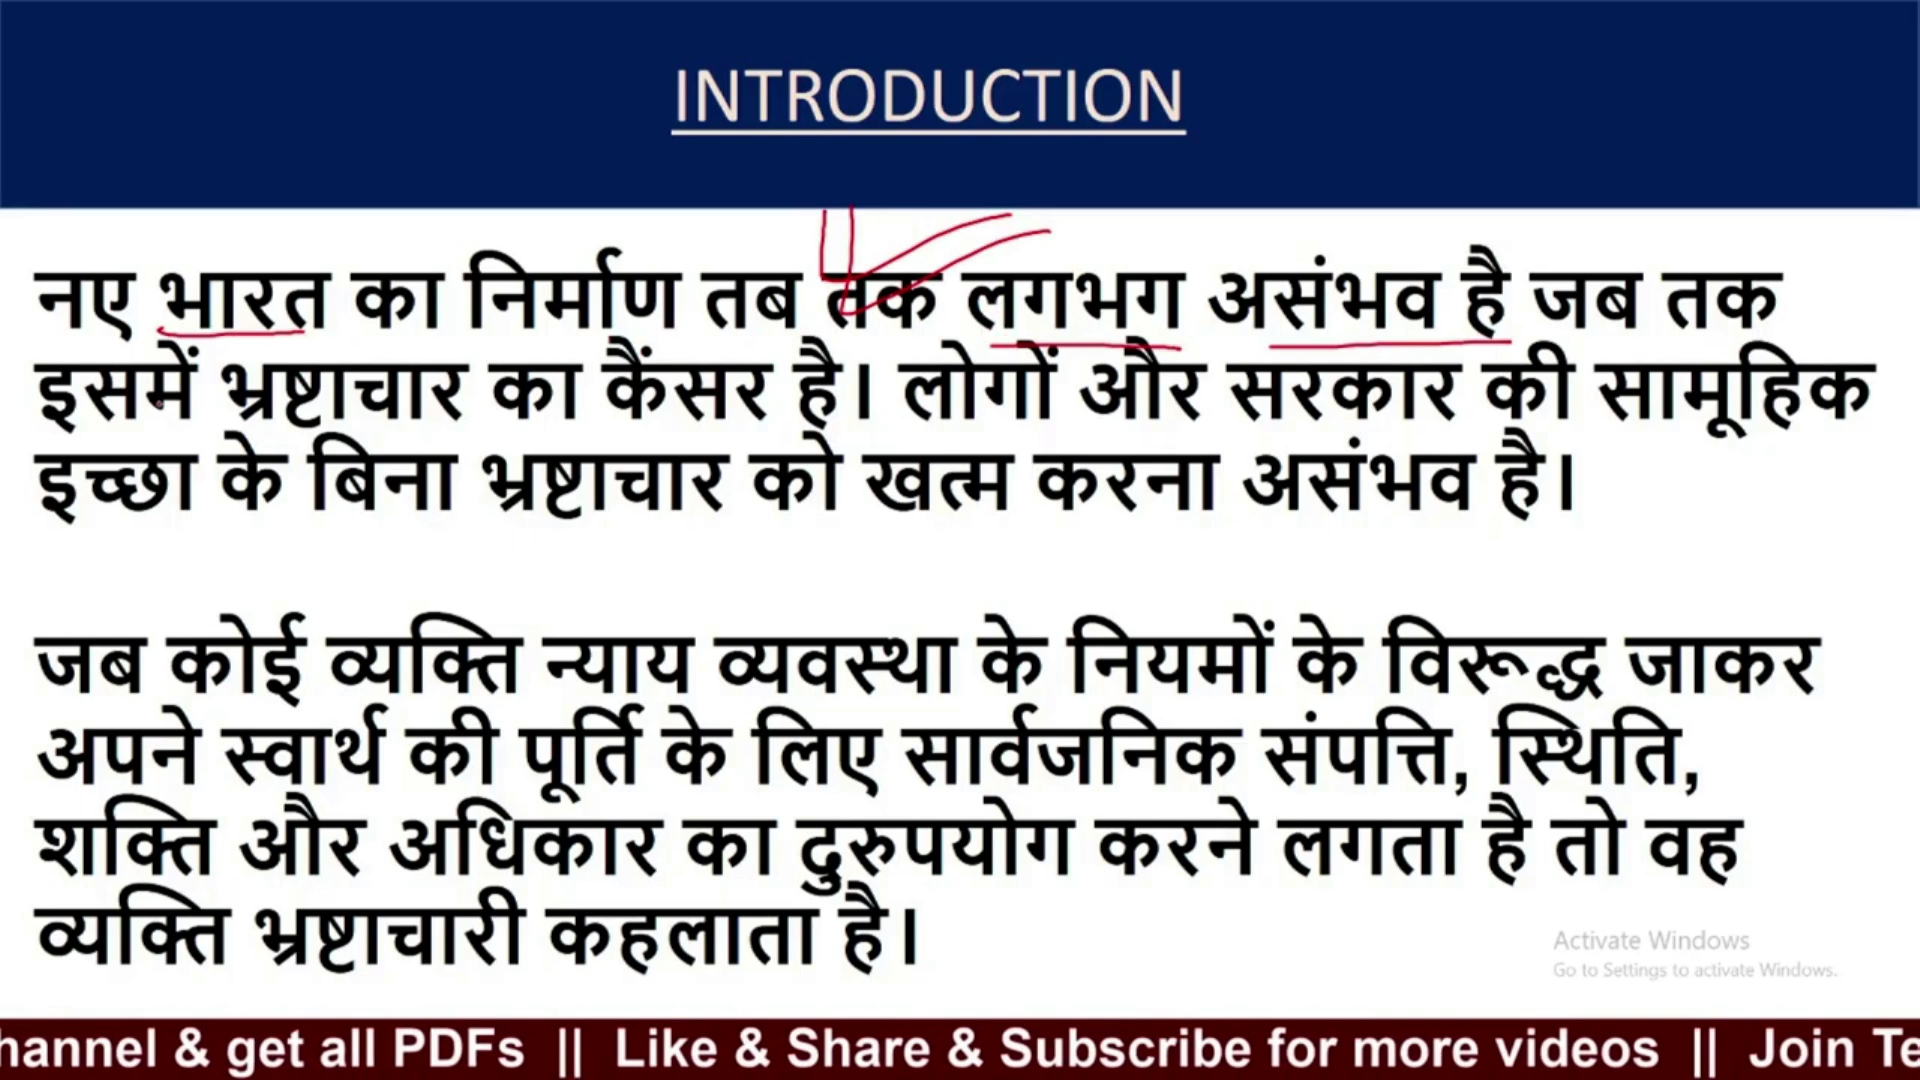 INTRODUCTION
नए भारत का निर्माण तब तक लगभग असंभव है जब तक
इसमें भ्रष्टाचार का कैंसर है। लोगों और सरकार की सामूहिक
इच्छा के बिना भ्रष्टाचार को खत्म करना असंभव है।
जब कोई व्यक्ति न्याय व्यवस्था के नियमों के विरूद्ध जाकर
अपने स्वार्थ की पूर्ति के लिए सार्वजनिक संपत्ति, स्थिति,
शक्ति और अधिकार का दुरुपयोग करने लगता है तो वह
व्यक्ति भ्रष्टाचारी कहलाता है।
Activate Windows
Go to Settings to activate Windows.
hannel & get all PDFs || Like & Share & Subscribe for more videos || Join Te